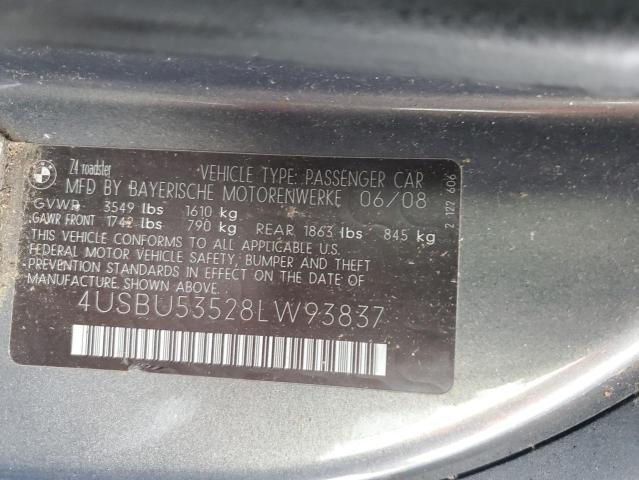 Z4 roadster
VEHICLE TYPE: PASSENGER CAR
MFD BY BAYERISCHE MOTORENWERKE 06/08
GVWR 3549 lbs 1610 kg
GAWR FRONT 1742 lbs 790 kg REAR 1863 lbs 845 kg
THIS VEHICLE CONFORMS TO ALL APPLICABLE U.S.
FEDERAL MOTOR VEHICLE SAFETY, BUMPER AND THEFT
PREVENTION STANDARDS IN EFFECT ON THE DATE OF
MANUFACTURE SHOWN ABOVE.
4USBU53528LW93837
2 122 606